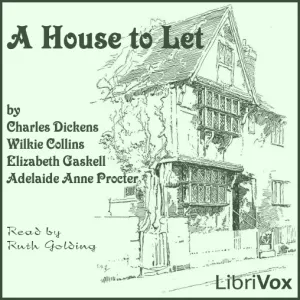 A House to Let
by
Charles Dickens
Wilkie Collins
Elizabeth Gaskell
Adelaide Anne Procter
Read by
Ruth Golding
LibriVox